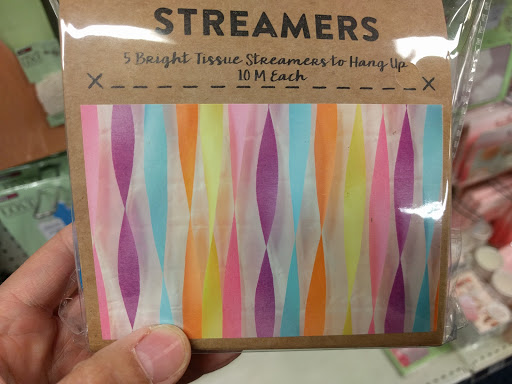 STREAMERS
5 Bright Tissue Streamers to Hang Up
10 M Each